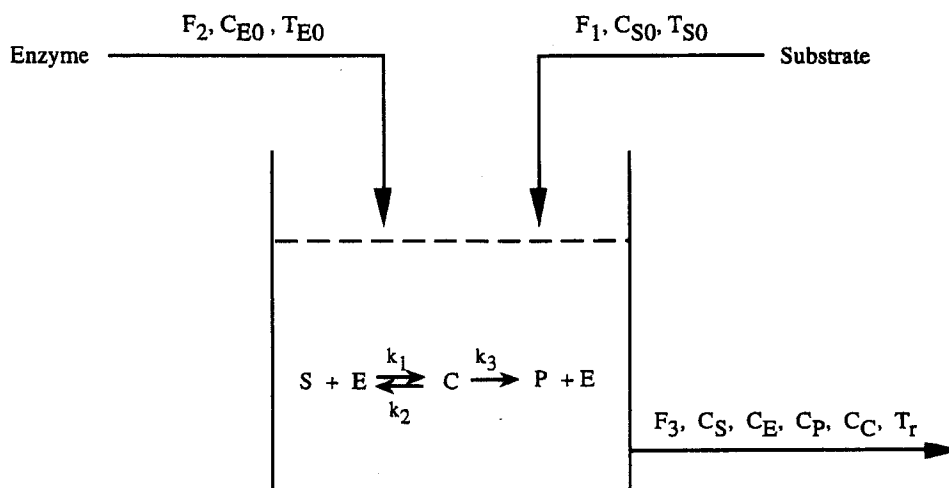 F2, CE0 , TE0
F1, CS0, TS0
Enzyme
Substrate
k1
k3
S + E ⇌ C → P + E
k2
F3, CS, CE, CP, CC, Tr